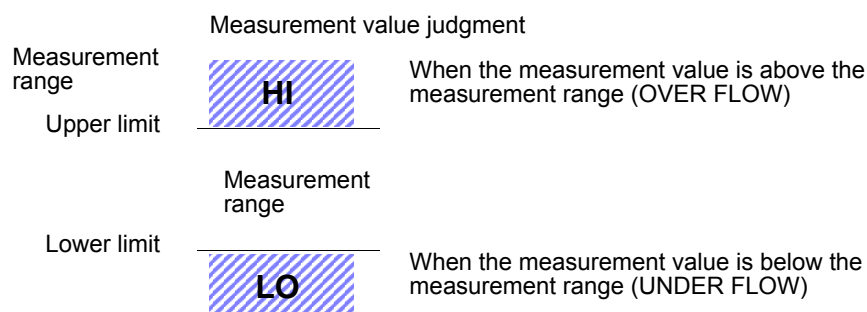 Measurement value judgment
Measurement
range
HI
When the measurement value is above the
measurement range (OVER FLOW)
Upper limit
Measurement
range
Lower limit
LO
When the measurement value is below the
measurement range (UNDER FLOW)